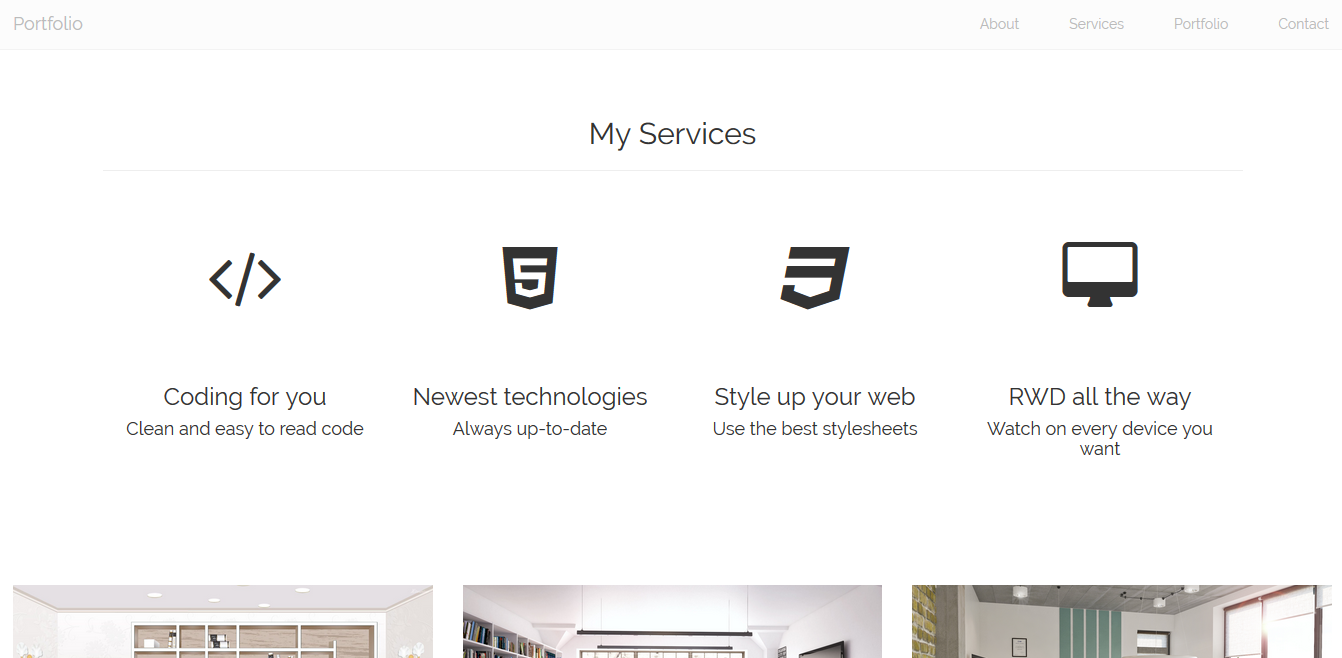 Portfolio
About Services Portfolio Contact
My Services
Coding for you
Clean and easy to read code
Newest technologies
Always up-to-date
Style up your web
Use the best stylesheets
RWD all the way
Watch on every device you
want